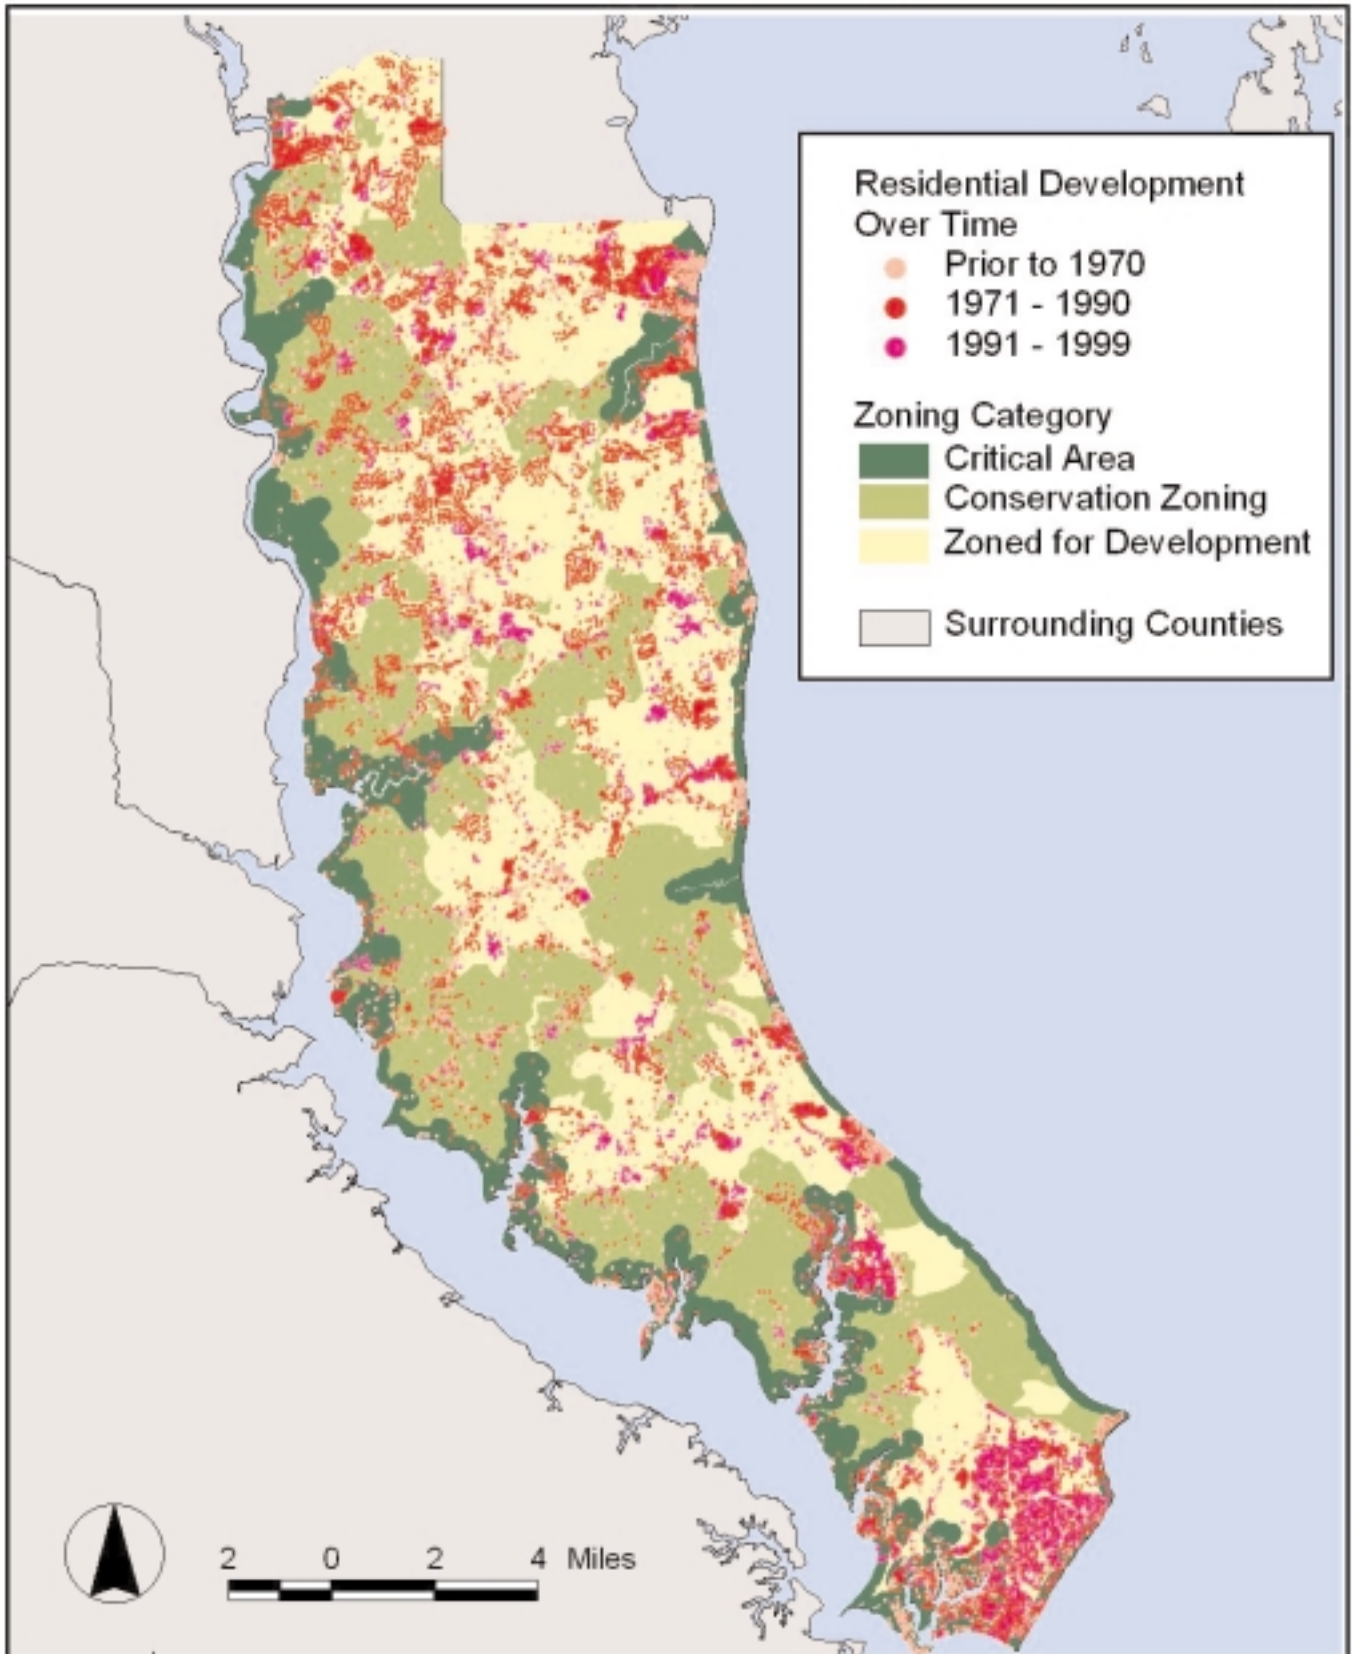 Residential Development
Over Time
Prior to 1970
1971 - 1990
1991 - 1999
Zoning Category
Critical Area
Conservation Zoning
Zoned for Development
Surrounding Counties
2 0 2 4 Miles